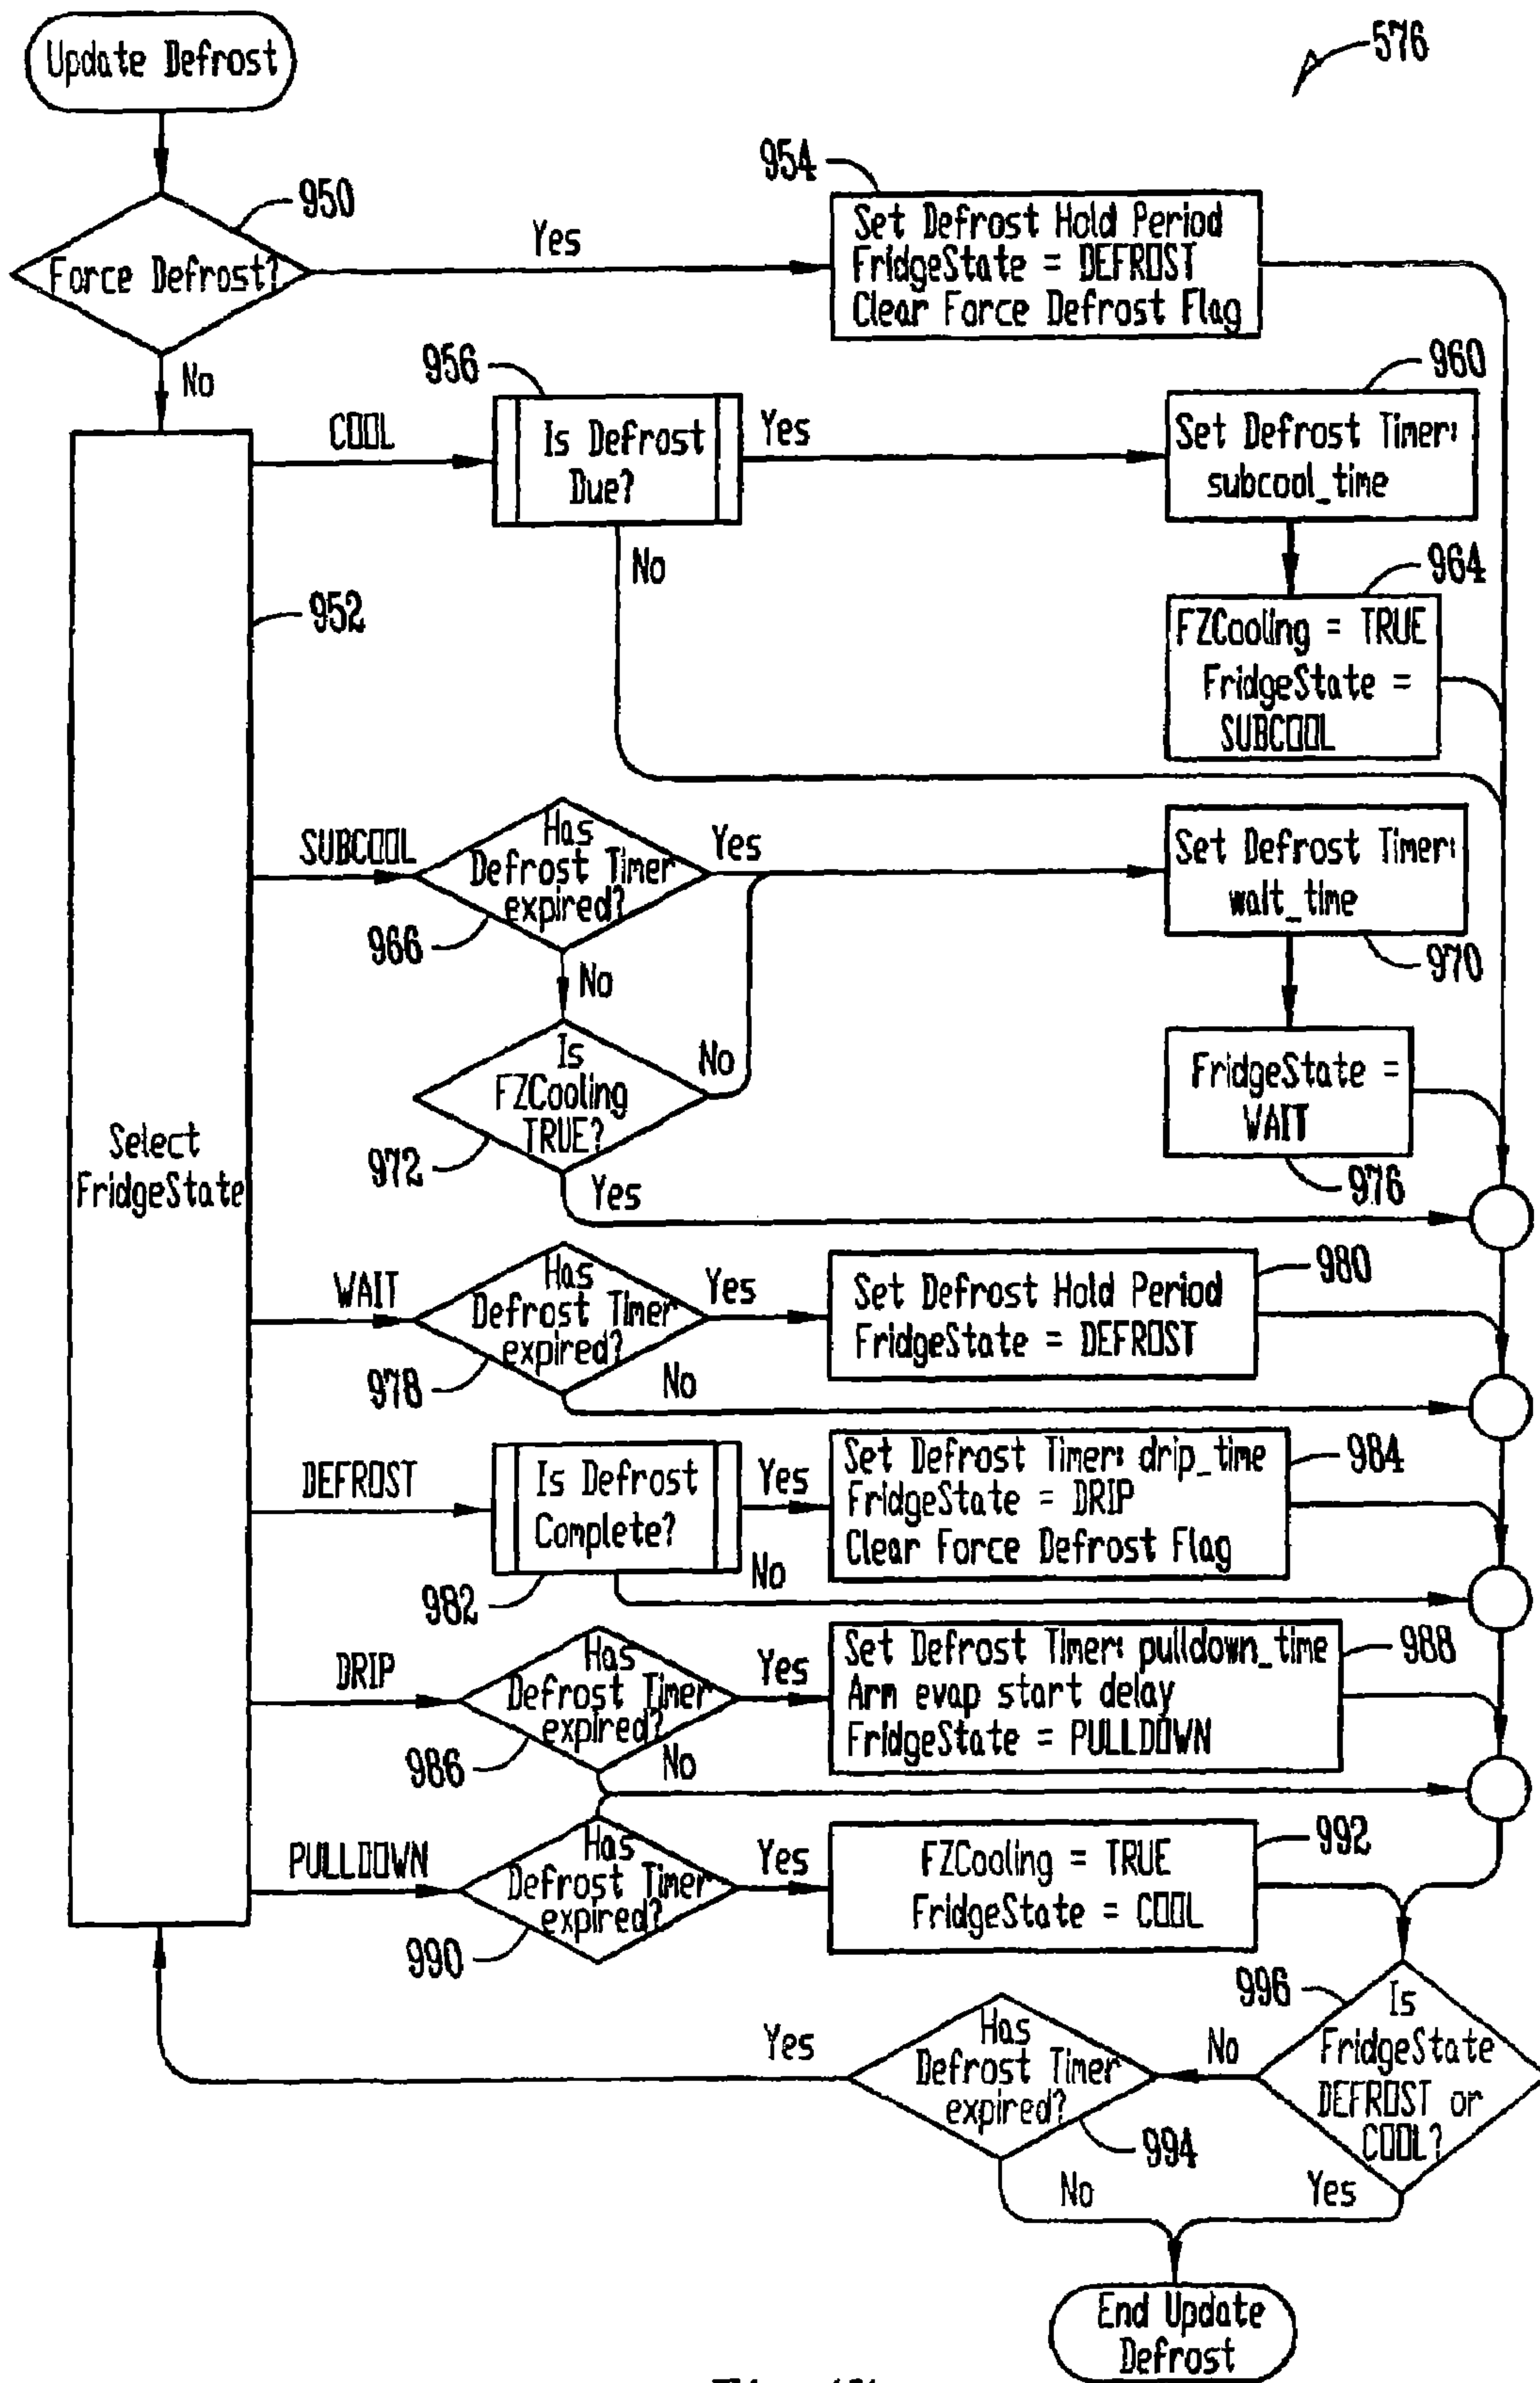 Update Defrost
576
950
Force Defrost?
Yes
954
Set Defrost Hold Period
FridgeState = DEFROST
Clear Force Defrost Flag
No
952
Select
FridgeState
COOL
956
Is Defrost
Due?
Yes
960
Set Defrost Timer:
subcool_time
No
964
FZCooling = TRUE
FridgeState =
SUBCOOL
SUBCOOL
Has
Defrost Timer
expired?
966
Yes
Set Defrost Timer:
wait_time
970
No
Is
FZCooling
TRUE?
972
No
FridgeState =
WAIT
976
Yes
WAIT
Has
Defrost Timer
expired?
978
Yes
Set Defrost Hold Period
FridgeState = DEFROST
980
No
DEFROST
Is Defrost
Complete?
982
Yes
Set Defrost Timer: drip_time
FridgeState = DRIP
Clear Force Defrost Flag
984
No
DRIP
Has
Defrost Timer
expired?
986
Yes
Set Defrost Timer: pulldown_time
Arm evap start delay
FridgeState = PULLDOWN
988
No
PULLDOWN
Has
Defrost Timer
expired?
990
Yes
FZCooling = TRUE
FridgeState = COOL
992
996
Is
FridgeState
DEFROST or
COOL?
No
Has
Defrost Timer
expired?
994
Yes
No
Yes
End Update
Defrost